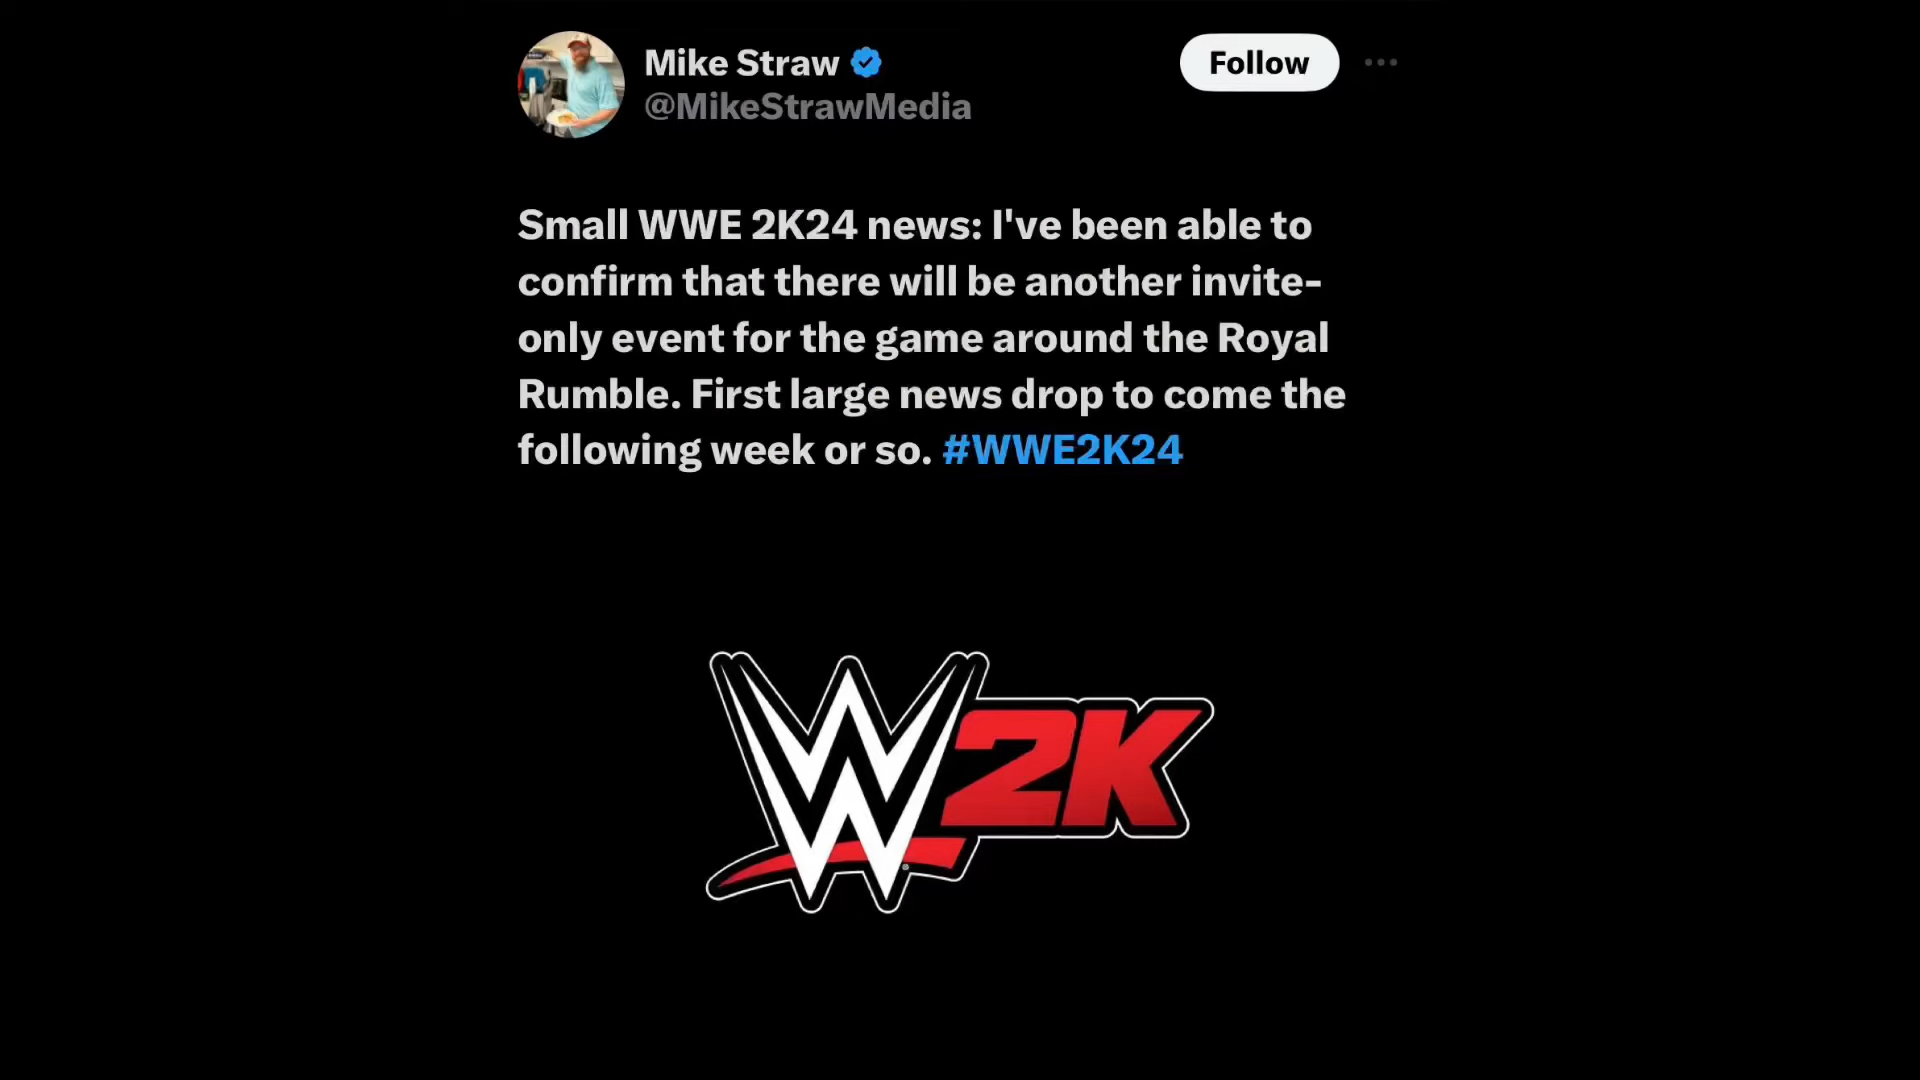 Mike Straw
Follow
@MikeStrawMedia
Small WWE 2K24 news: I've been able to
confirm that there will be another invite-
only event for the game around the Royal
Rumble. First large news drop to come the
following week or so. #WWE2K24
W2K